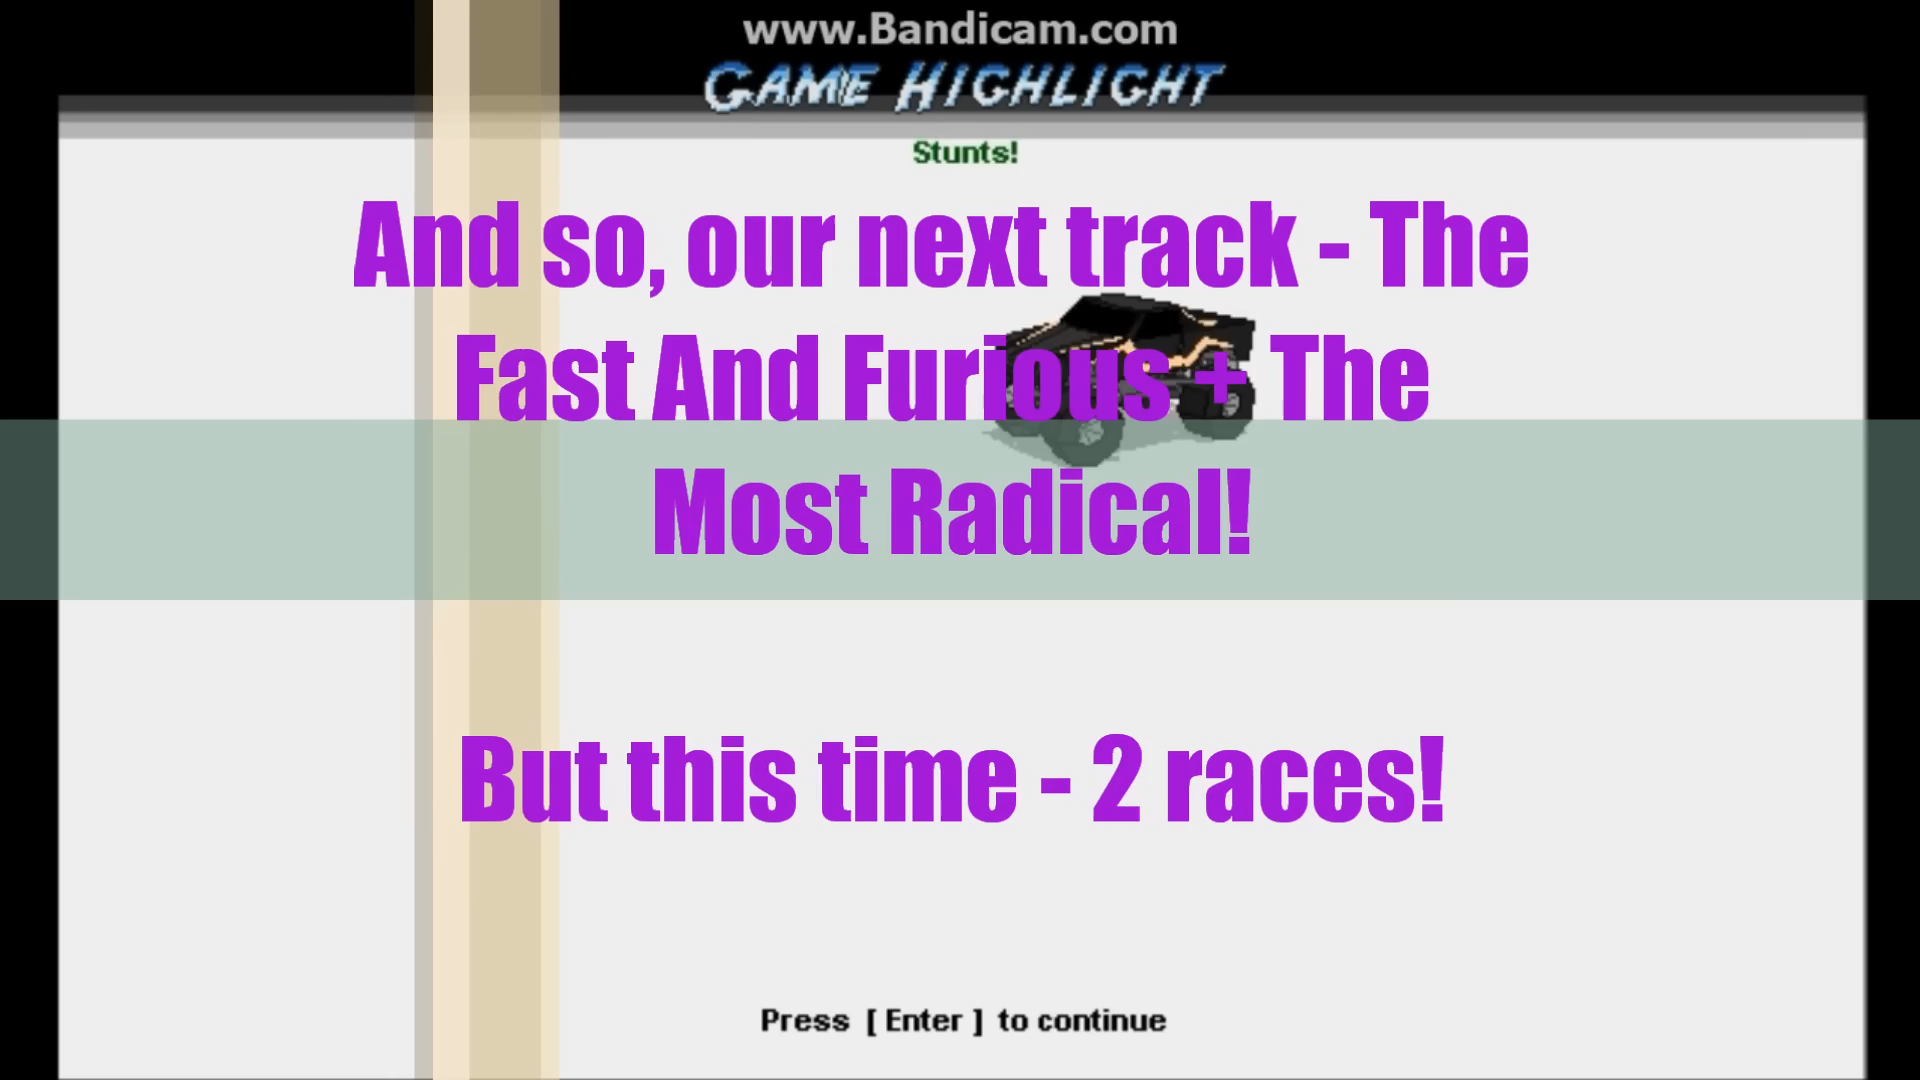 www.Bandicam.com
GAME HIGHLIGHT
Stunts!
And so, our next track - The
Fast And Furious + The
Most Radical!
But this time - 2 races!
Press [ Enter ] to continue